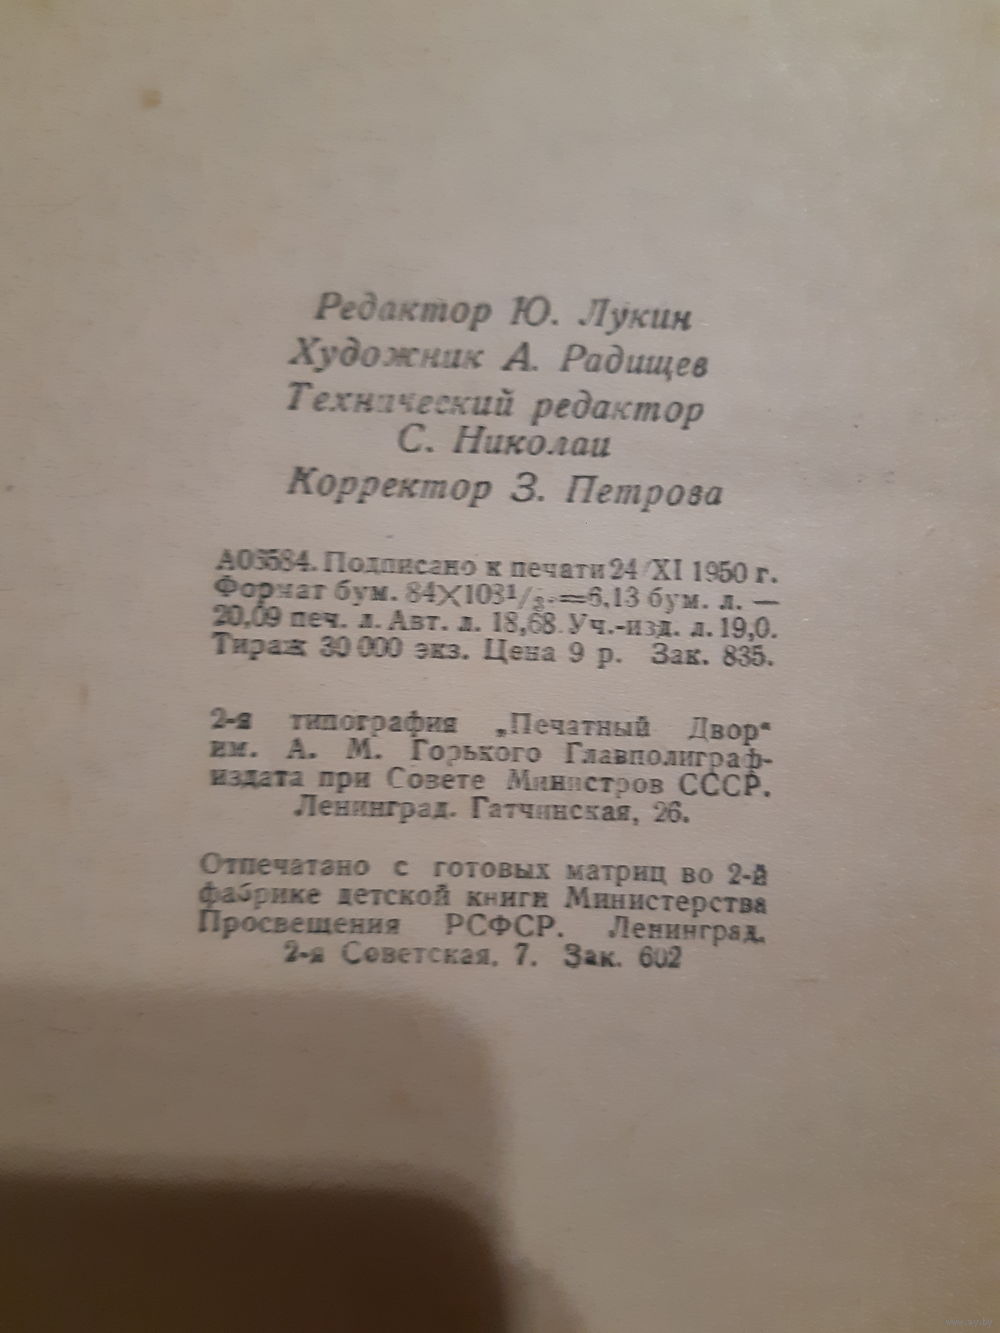 Редактор Ю. Лукин
Художник А. Радищев
Технический редактор
С. Николаи
Корректор З. Петрова
Подписано к печати 24/XI 1950 г.
Формат бум. 84×103¹/₃.=6,13 бум. л. —
20,09 печ. л. Авт. л. 18,68. Уч.-изд. л. 19,0.
Тираж 30 000 экз. Цена 9 р. Зак. 835.
2-я типография „Печатный Двор“
им. А. М. Горького Главполиграф-
издата при Совете Министров СССР.
Ленинград. Гатчинская, 26.
Отпечатано с готовых матриц во 2-й
фабрике детской книги Министерства
Просвещения РСФСР. Ленинград,
2-я Советская, 7. Зак. 602